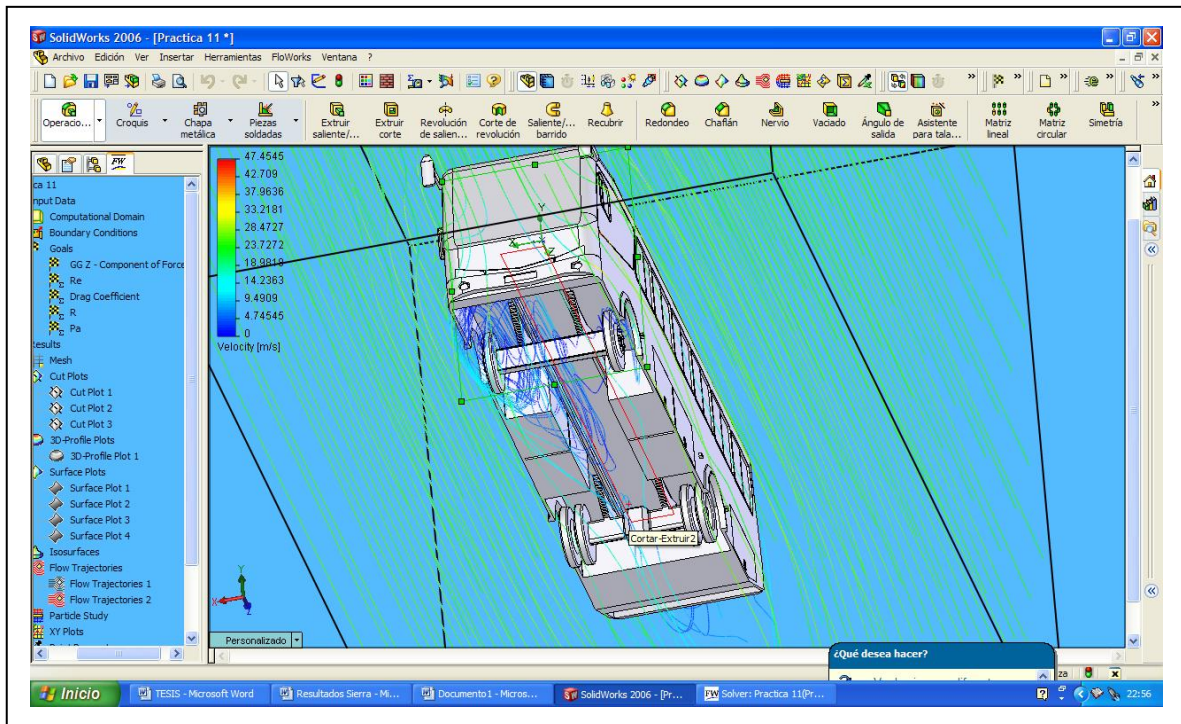 SolidWorks 2006 - [Practica 11 *]
Archivo Edición Ver Insertar Herramientas FloWorks Ventana ?
Operacio... Croquis Chapa metálica Piezas soldadas Extruir saliente/... Extruir corte Revolución de salien... Corte de revolución Saliente/... barrido Recubrir Redondeo Chaflán Nervio Vaciado Ángulo de salida Asistente para tala... Matriz lineal Matriz circular Simetría
FW
ca 11
nput Data
Computational Domain
Boundary Conditions
Goals
GG Z - Component of Force
Re
Drag Coefficient
R
Pa
esults
Mesh
Cut Plots
Cut Plot 1
Cut Plot 2
Cut Plot 3
3D-Profile Plots
3D-Profile Plot 1
Surface Plots
Surface Plot 1
Surface Plot 2
Surface Plot 3
Surface Plot 4
Isosurfaces
Flow Trajectories
Flow Trajectories 1
Flow Trajectories 2
Particle Study
XY Plots
47.4545
42.709
37.9636
33.2181
28.4727
23.7272
18.9818
14.2363
9.4909
4.74545
0
Velocity [m/s]
Y
Z
Cortar-Extruir2
Y
X
Z
Personalizado
¿Qué desea hacer?
za
Inicio TESIS - Microsoft Word Resultados Sierra - Mi... Documento1 - Micros... SolidWorks 2006 - [Pr... FW Solver: Practica 11(Pr... 22:56